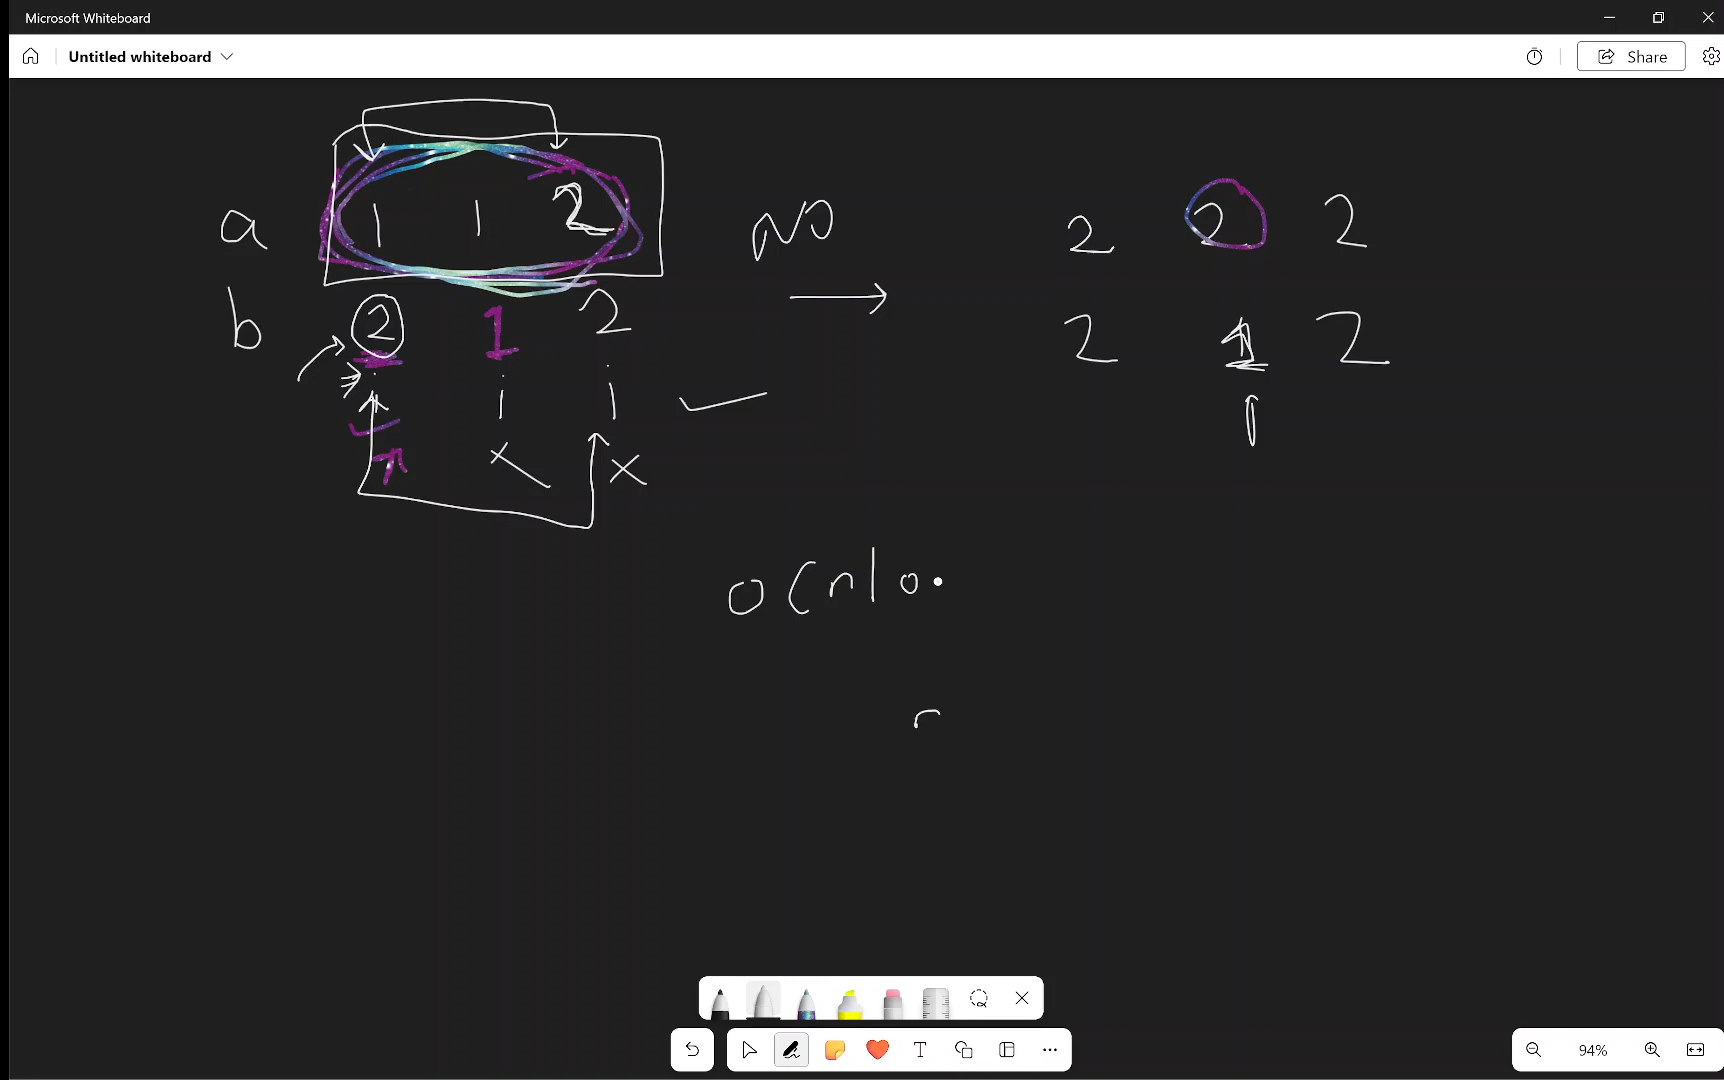 Microsoft Whiteboard
Untitled whiteboard
Share
a 1 1 2 NO 2 2 2
b 2 1 2 2 1 2
O(nlo
94%